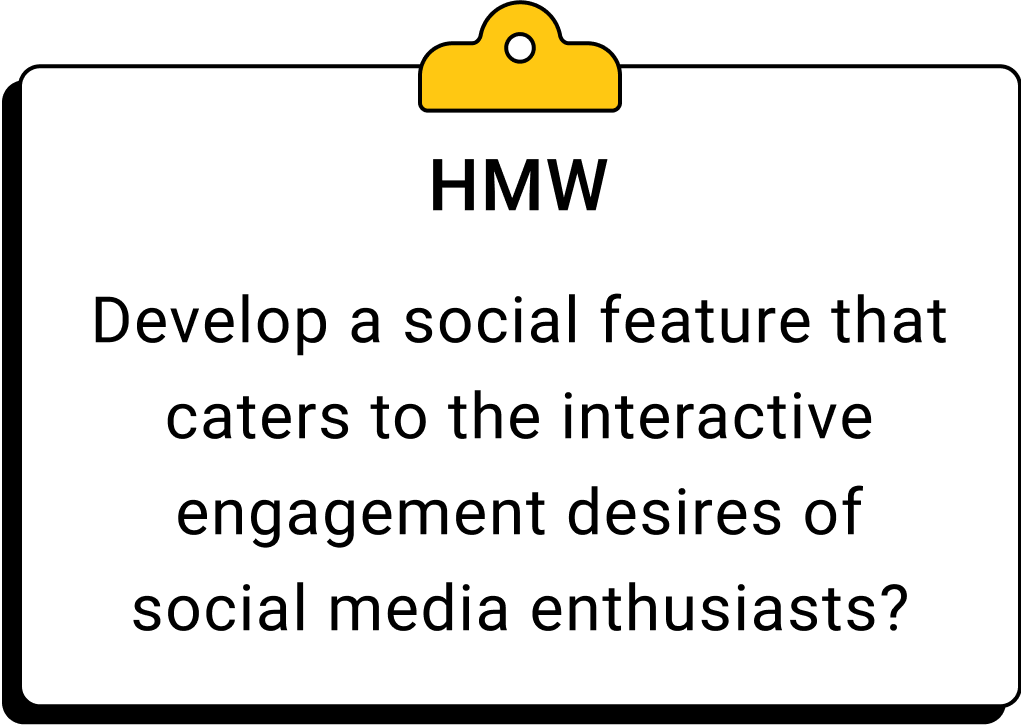 HMW
Develop a social feature that
caters to the interactive
engagement desires of
social media enthusiasts?